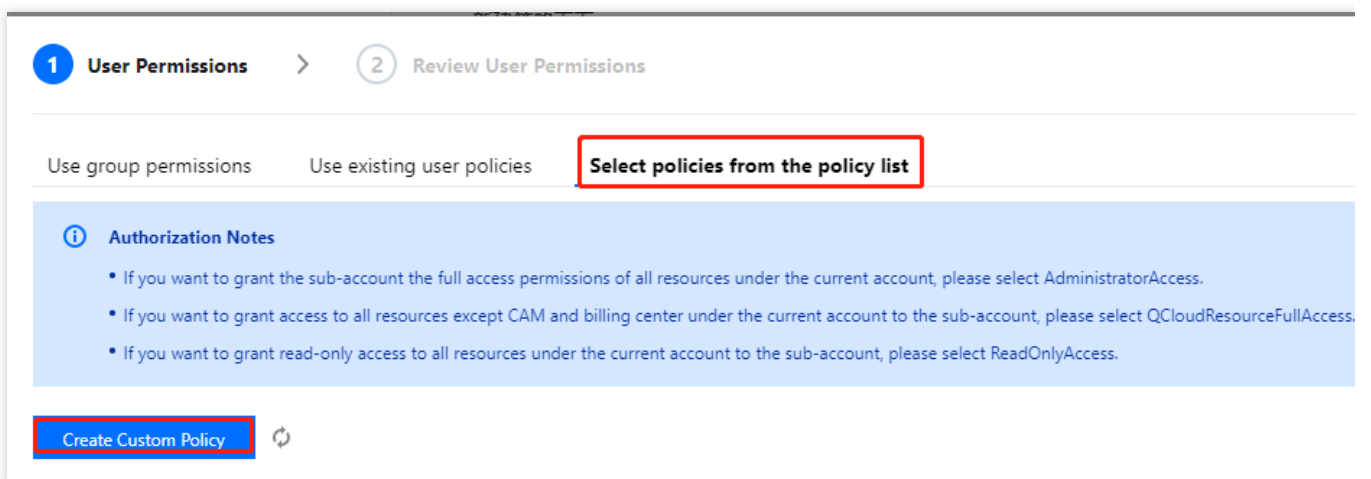 1 User Permissions > 2 Review User Permissions
Use group permissions Use existing user policies Select policies from the policy list
Authorization Notes
• If you want to grant the sub-account the full access permissions of all resources under the current account, please select AdministratorAccess.
• If you want to grant access to all resources except CAM and billing center under the current account to the sub-account, please select QCloudResourceFullAccess.
• If you want to grant read-only access to all resources under the current account to the sub-account, please select ReadOnlyAccess.
Create Custom Policy